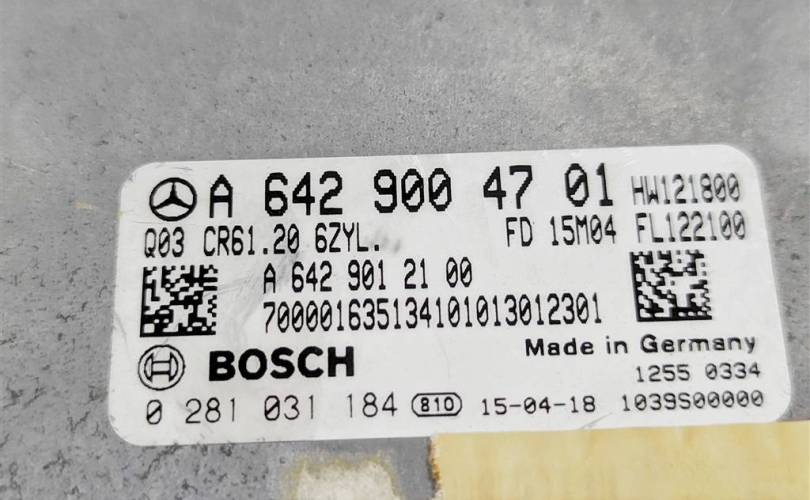 A 642 900 47 01 HW121800
Q03 CR61.20 6ZYL. FD 15M04 FL122100
A 642 901 21 00
700001635134101013012301
BOSCH Made in Germany
1255 0334
0 281 031 184 810 15-04-18 1039S00000